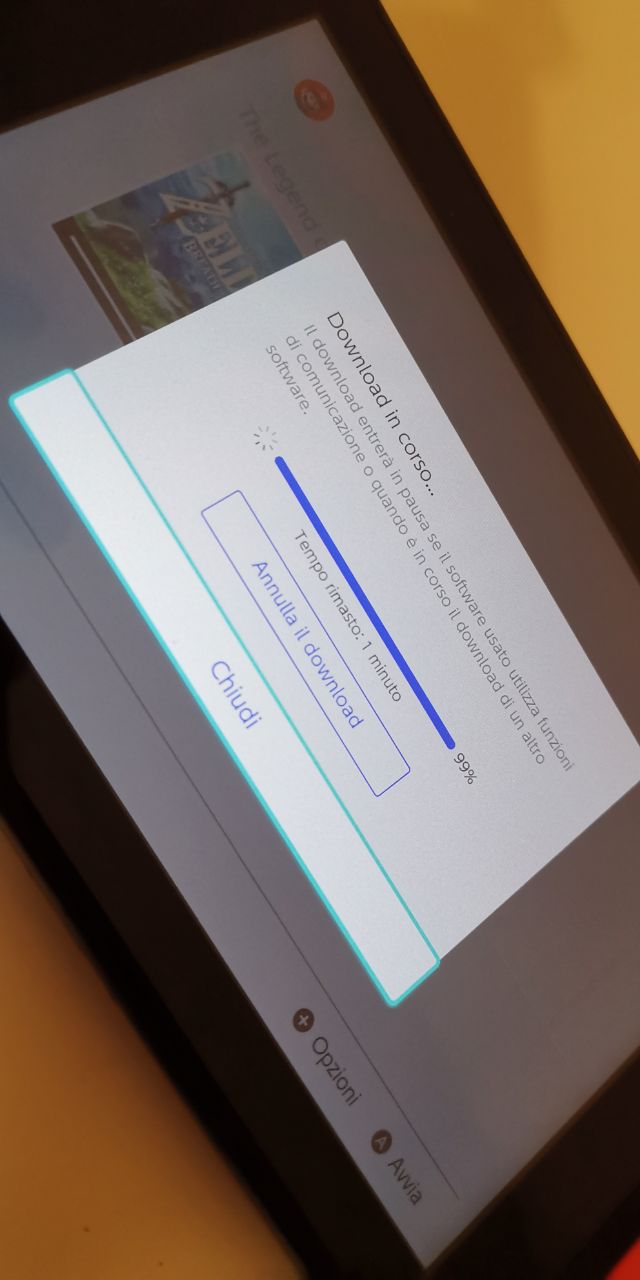 The Legend
ZELD
BREATH
Download in corso...
Il download entrerà in pausa se il software usato utilizza funzioni
di comunicazione o quando è in corso il download di un altro
software.
99%
Tempo rimasto: 1 minuto
Annulla il download
Chiudi
+ Opzioni
A Avvia